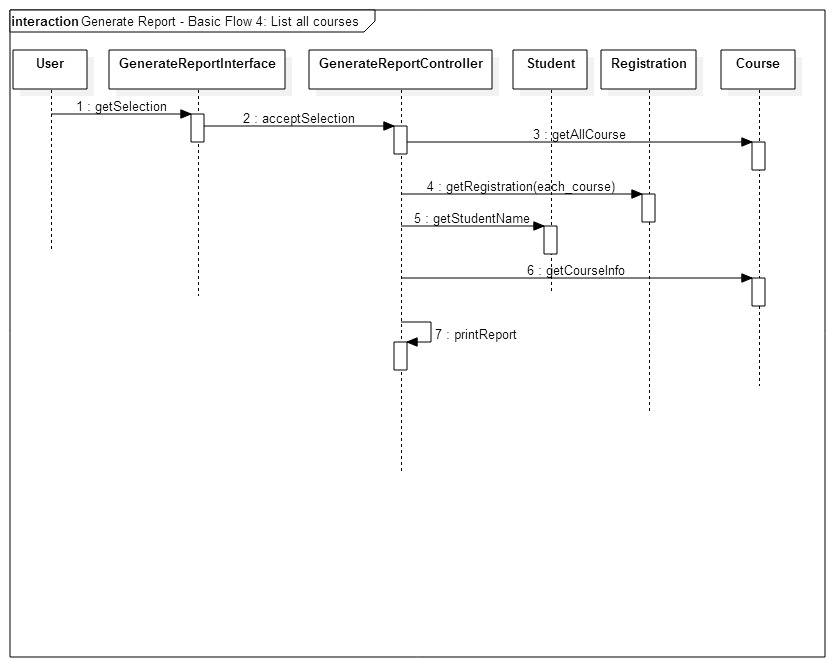 interaction Generate Report - Basic Flow 4: List all courses
User
GenerateReportInterface
GenerateReportController
Student
Registration
Course
1 : getSelection
2 : acceptSelection
3 : getAllCourse
4 : getRegistration(each_course)
5 : getStudentName
6 : getCourseInfo
7 : printReport